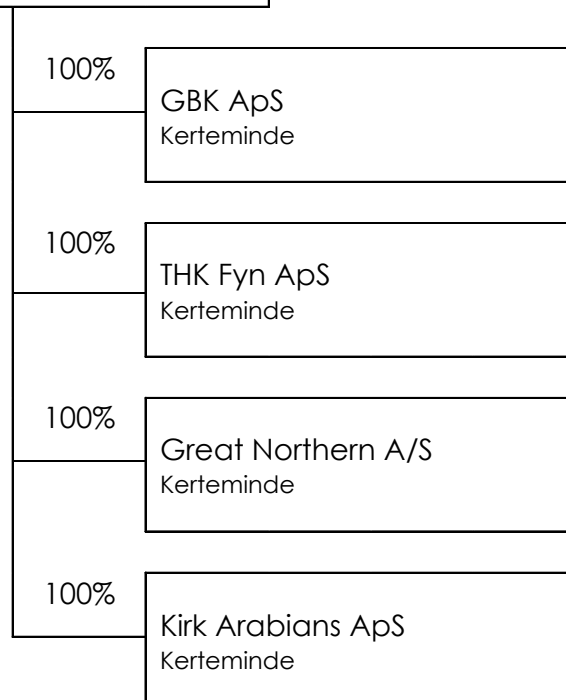 100%
GBK ApS
Kerteminde
100%
THK Fyn ApS
Kerteminde
100%
Great Northern A/S
Kerteminde
100%
Kirk Arabians ApS
Kerteminde